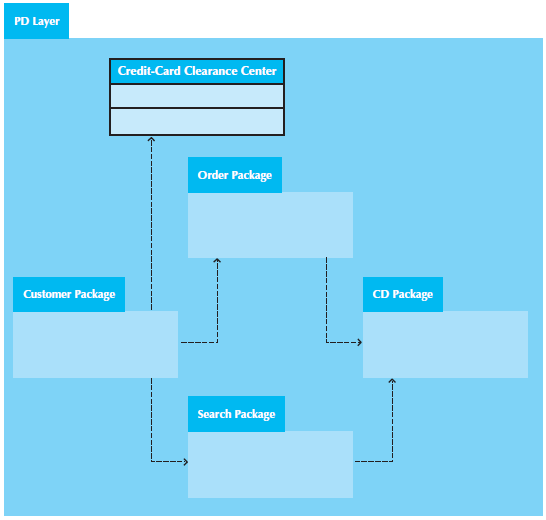 PD Layer
Credit-Card Clearance Center
Order Package
Customer Package
CD Package
Search Package